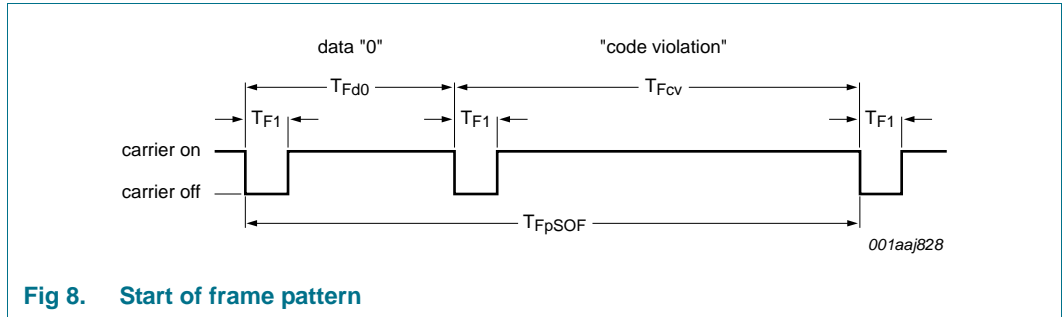 data "0" "code violation"
TFd0 TFcv
TF1 TF1 TF1
carrier on
carrier off
TFpSOF
001aaj828
Fig 8. Start of frame pattern